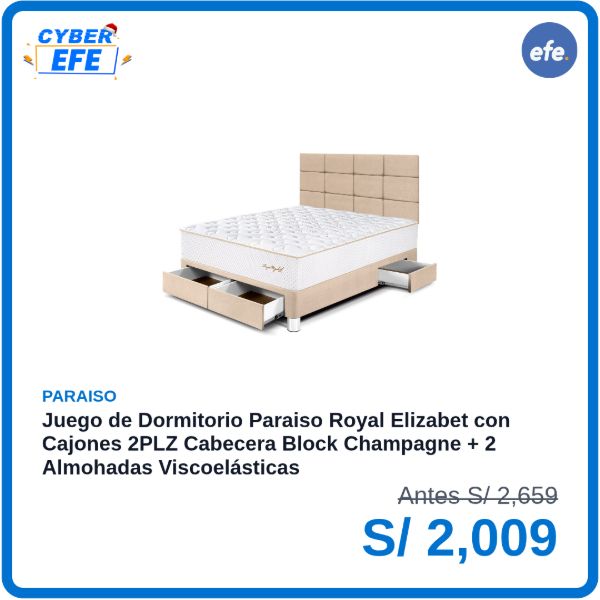 CYBER
EFE
efe.
PARAISO
Juego de Dormitorio Paraiso Royal Elizabet con
Cajones 2PLZ Cabecera Block Champagne + 2
Almohadas Viscoelásticas
Antes S/ 2,659
S/ 2,009